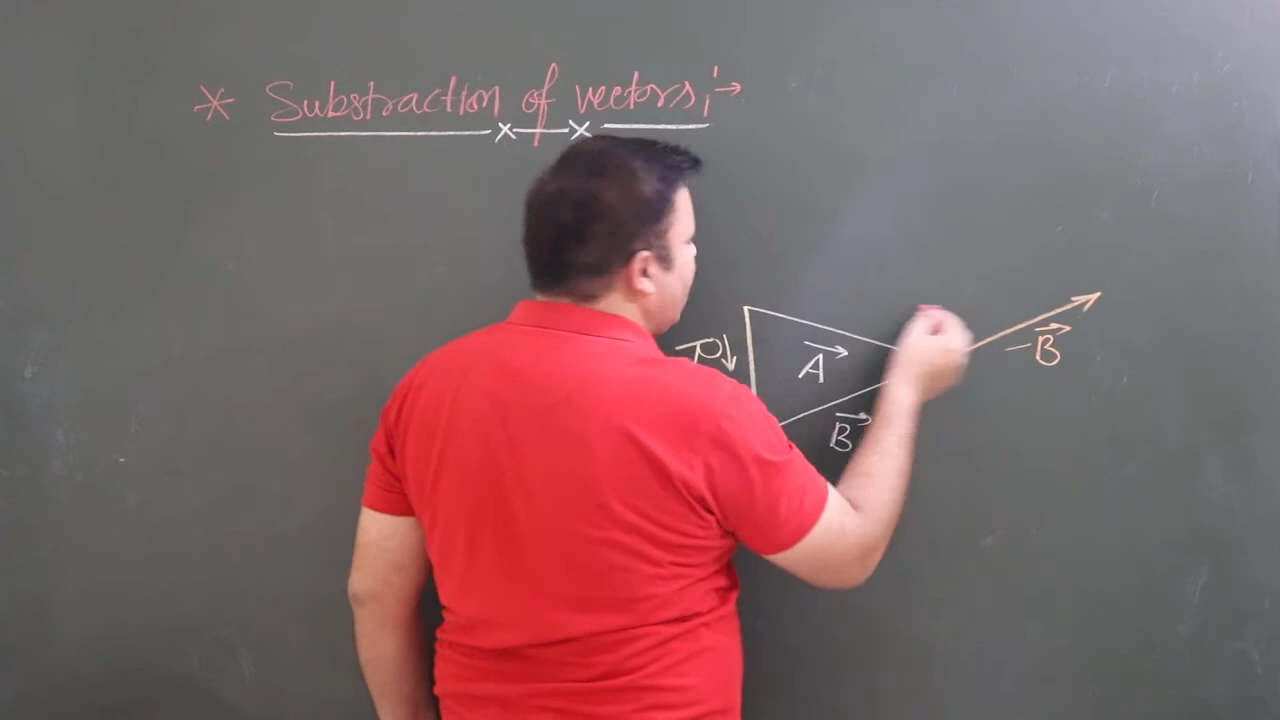 * Substraction of vectors :→
A
B
-B